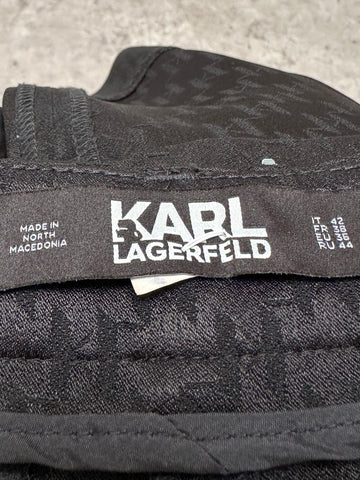 MADE IN
NORTH
MACEDONIA
KARL
LAGERFELD
IT 42
FR 38
EU 36
RU 44